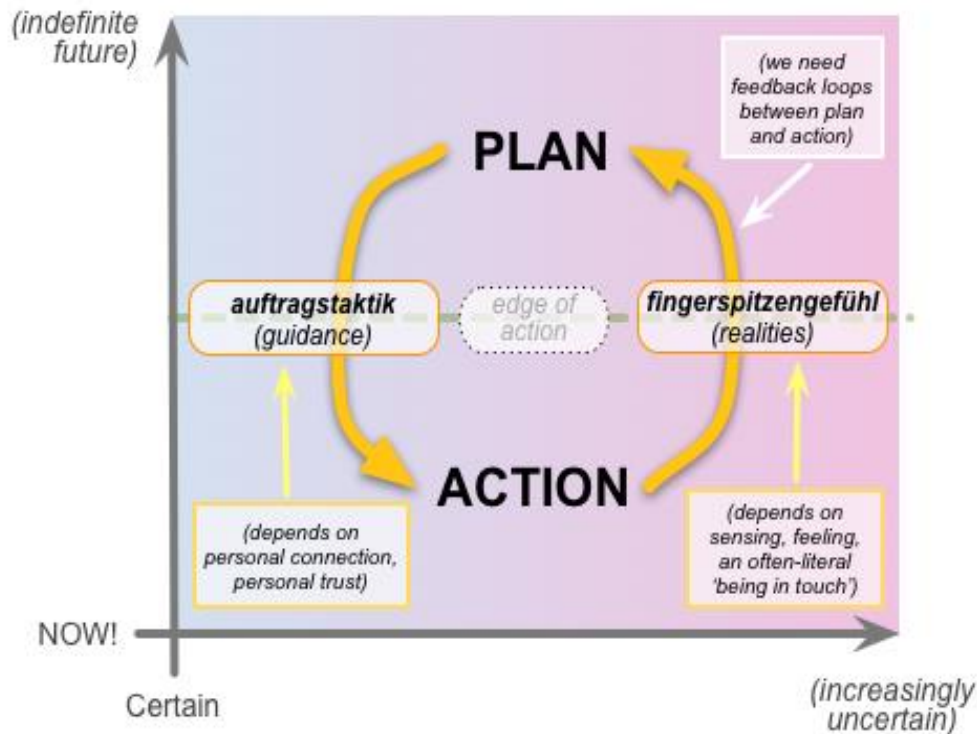 (indefinite
future)
(we need
feedback loops
between plan
and action)
PLAN
auftragstaktik
(guidance)
edge of
action
fingerspitzengefühl
(realities)
ACTION
(depends on
personal connection,
personal trust)
(depends on
sensing, feeling,
an often-literal
'being in touch')
NOW!
Certain
(increasingly
uncertain)